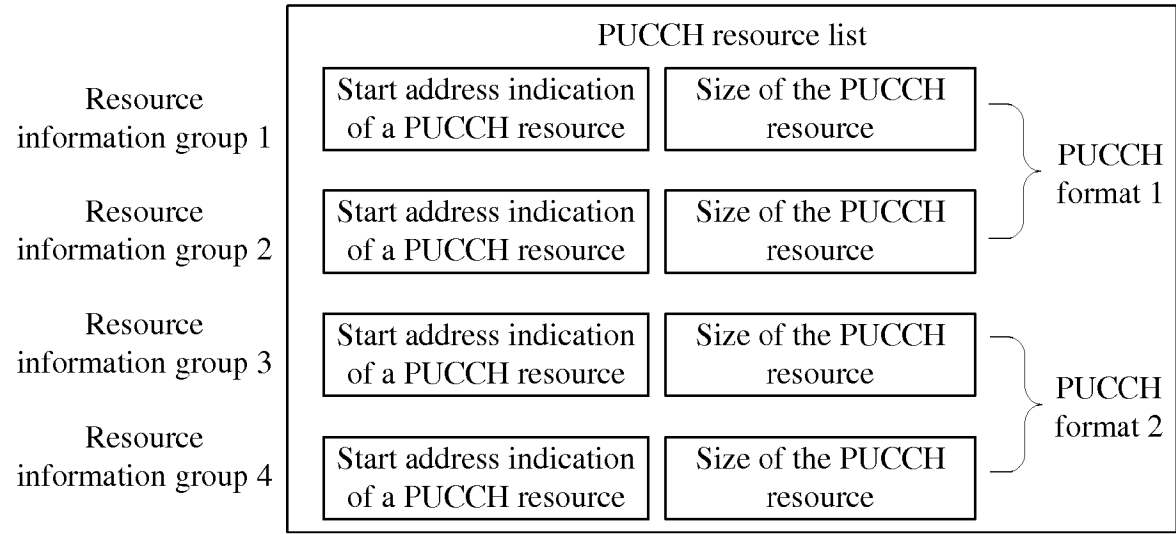 PUCCH resource list
Resource
information group 1
Start address indication
of a PUCCH resource
Size of the PUCCH
resource
Resource
information group 2
Start address indication
of a PUCCH resource
Size of the PUCCH
resource
PUCCH
format 1
Resource
information group 3
Start address indication
of a PUCCH resource
Size of the PUCCH
resource
Resource
information group 4
Start address indication
of a PUCCH resource
Size of the PUCCH
resource
PUCCH
format 2